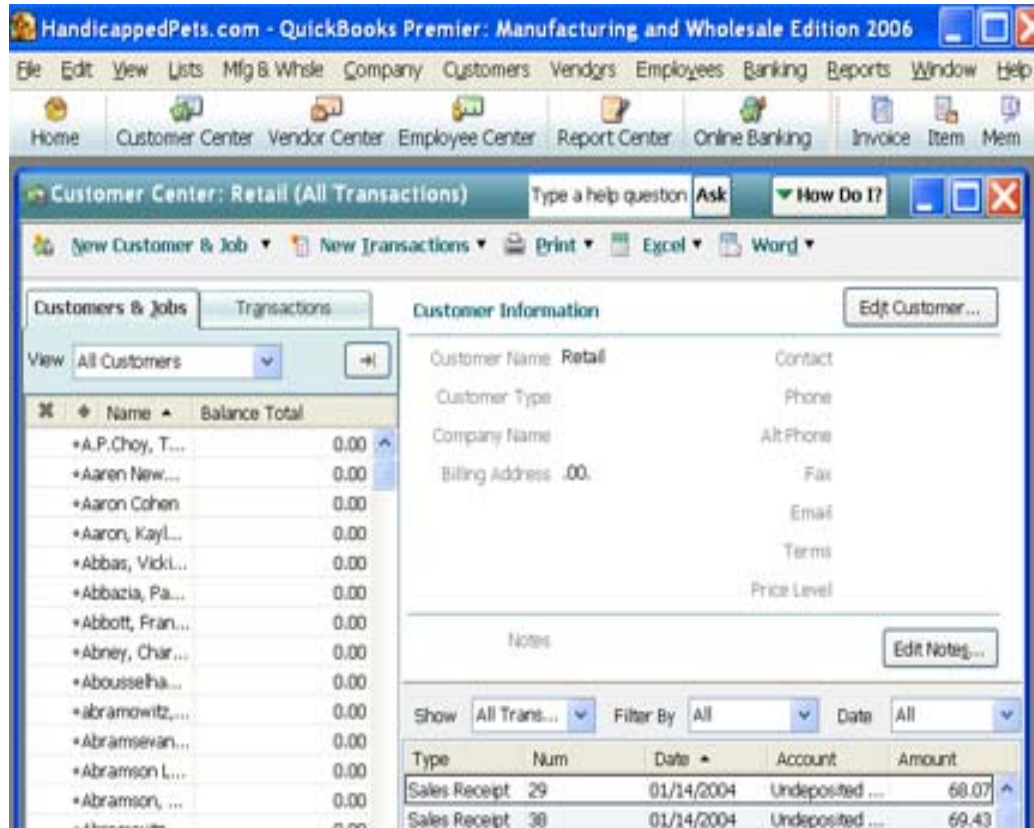 HandicappedPets.com - QuickBooks Premier: Manufacturing and Wholesale Edition 2006
File Edit View Lists Mfg & Whsle Company Customers Vendors Employees Banking Reports Window Help
Home Customer Center Vendor Center Employee Center Report Center Online Banking Invoice Item Mem
Customer Center: Retail (All Transactions) Type a help question Ask How Do I?
New Customer & Job New Transactions Print Excel Word
Customers & Jobs Transactions
View All Customers
Name Balance Total
A.P.Choy, T... 0.00
Aaren New... 0.00
Aaron Cohen 0.00
Aaron, Kayl... 0.00
Abbas, Vicki... 0.00
Abbazia, Pa... 0.00
Abbott, Fran... 0.00
Abney, Char... 0.00
Abousselha... 0.00
abramowitz,... 0.00
Abramsevan... 0.00
Abramson L... 0.00
Abramson, ... 0.00
0.00
Customer Information Edit Customer...
Customer Name Retail Contact
Customer Type Phone
Company Name Alt Phone
Billing Address .00. Fax
Email
Terms
Price Level
Notes Edit Notes...
Show All Trans... Filter By All Date All
Type Num Date Account Amount
Sales Receipt 29 01/14/2004 Undeposited ... 68.07
Sales Receipt 38 01/14/2004 Undeposited ... 69.43